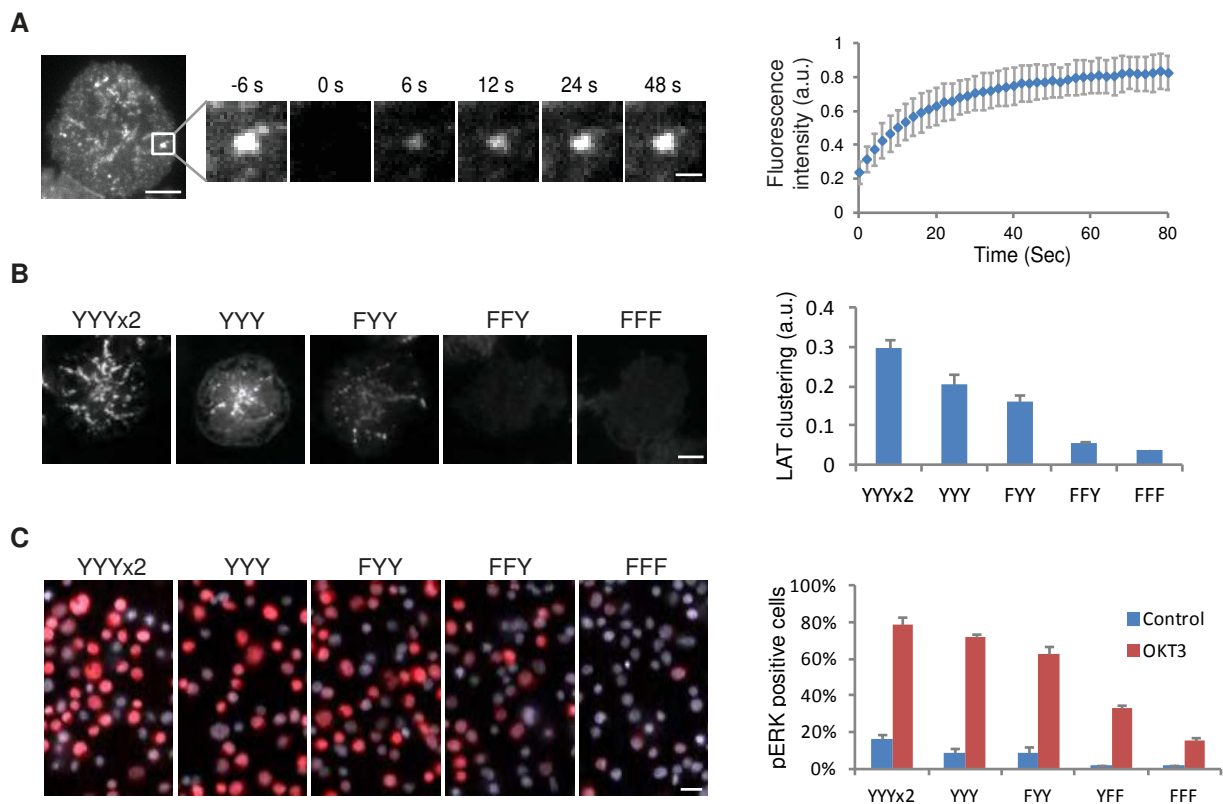 A
-6 s 0 s 6 s 12 s 24 s 48 s
Fluorescence
intensity (a.u.)
1
0.8
0.6
0.4
0.2
0
0 20 40 60 80
Time (Sec)
B
YYYx2 YYY FYY FFY FFF
LAT clustering (a.u.)
0.4
0.3
0.2
0.1
0
YYYx2 YYY FYY FFY FFF
C
YYYx2 YYY FYY FFY FFF
pERK positive cells
100%
80%
60%
40%
20%
0%
Control
OKT3
YYYx2 YYY FYY YFF FFF